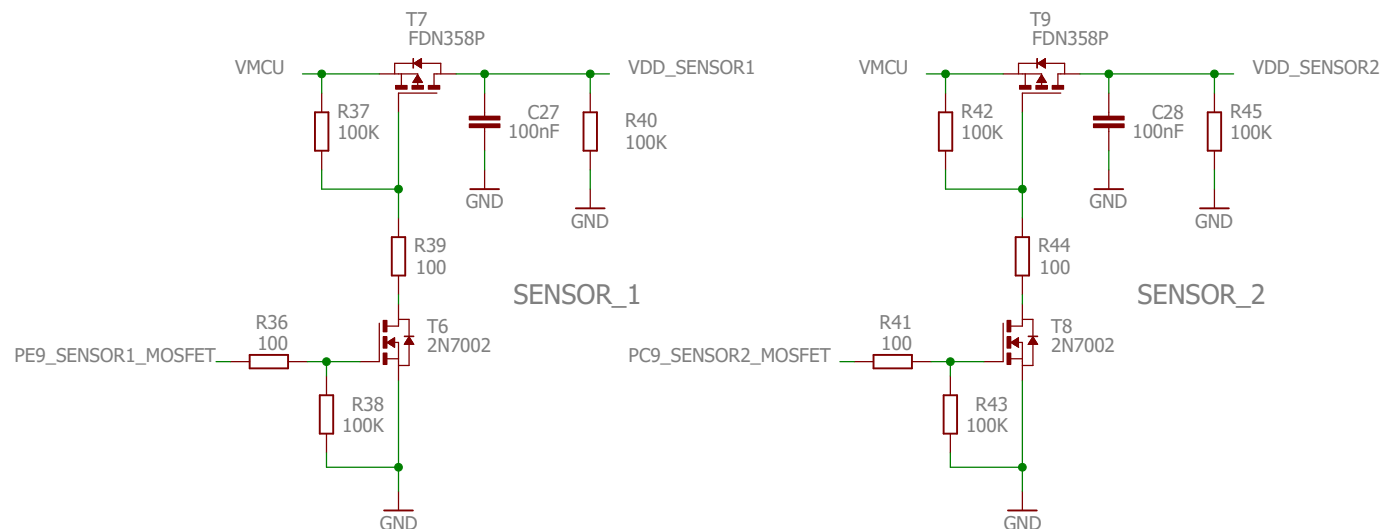 T7
FDN358P
VMCU
VDD_SENSOR1
R37
100K
C27
100nF
R40
100K
GND
GND
R39
100
SENSOR_1
R36
100
T6
2N7002
PE9_SENSOR1_MOSFET
R38
100K
GND
T9
FDN358P
VMCU
VDD_SENSOR2
R42
100K
C28
100nF
R45
100K
GND
GND
R44
100
SENSOR_2
R41
100
T8
2N7002
PC9_SENSOR2_MOSFET
R43
100K
GND